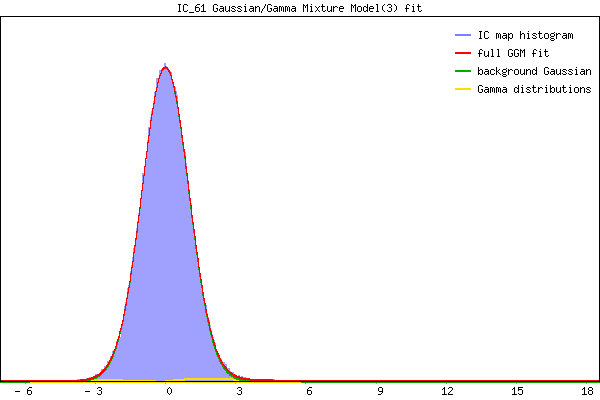 IC_61 Gaussian/Gamma Mixture Model(3) fit
IC map histogram
full GGM fit
background Gaussian
Gamma distributions
-6 -3 0 3 6 9 12 15 18